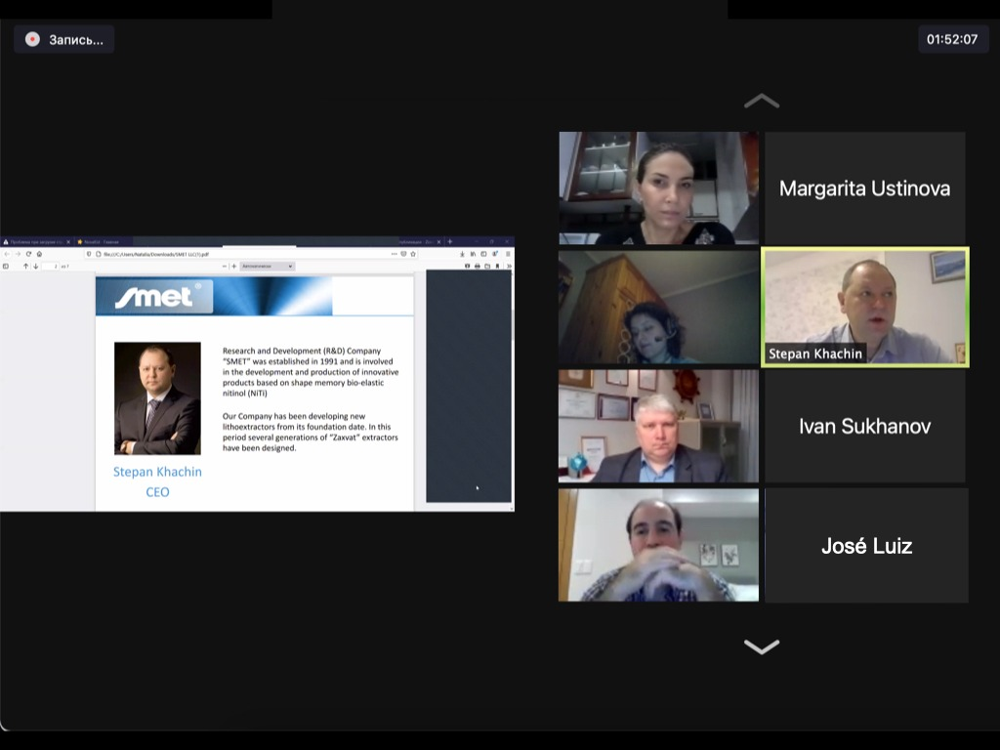 Запись...
01:52:07
file:///C:/Users/Natalia/Downloads/SMET LLC(1).pdf
Smet®
Research and Development (R&D) Company
"SMET" was established in 1991 and is involved
in the development and production of innovative
products based on shape memory bio-elastic
nitinol (NiTi)
Our Company has been developing new
lithoextractors from its foundation date. In this
period several generations of "Zaxvat" extractors
have been designed.
Stepan Khachin
CEO
Margarita Ustinova
Stepan Khachin
Ivan Sukhanov
José Luiz